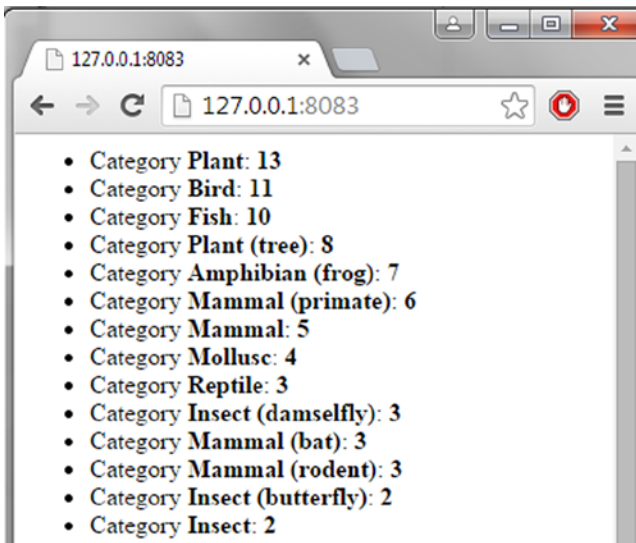 127.0.0.1:8083
127.0.0.1:8083
Category Plant: 13
Category Bird: 11
Category Fish: 10
Category Plant (tree): 8
Category Amphibian (frog): 7
Category Mammal (primate): 6
Category Mammal: 5
Category Mollusc: 4
Category Reptile: 3
Category Insect (damselfly): 3
Category Mammal (bat): 3
Category Mammal (rodent): 3
Category Insect (butterfly): 2
Category Insect: 2